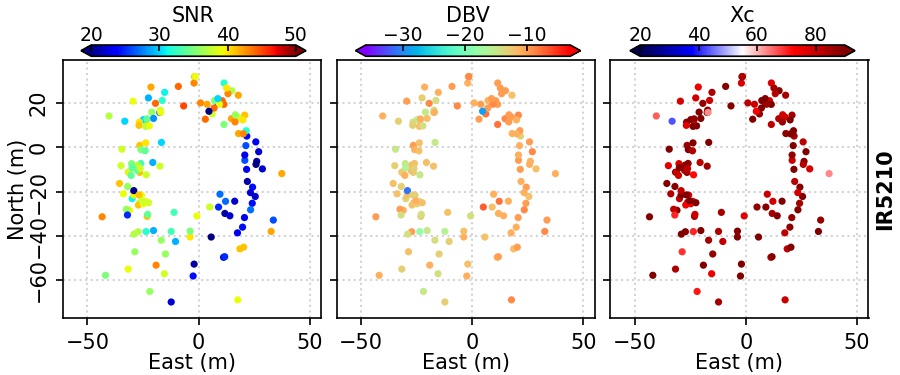 SNR
DBV
Xc
20 30 40 50
−30 −20 −10
20 40 60 80
20
0
−20
−40
−60
North (m)
IR5210
−50 0 50
−50 0 50
−50 0 50
East (m)
East (m)
East (m)